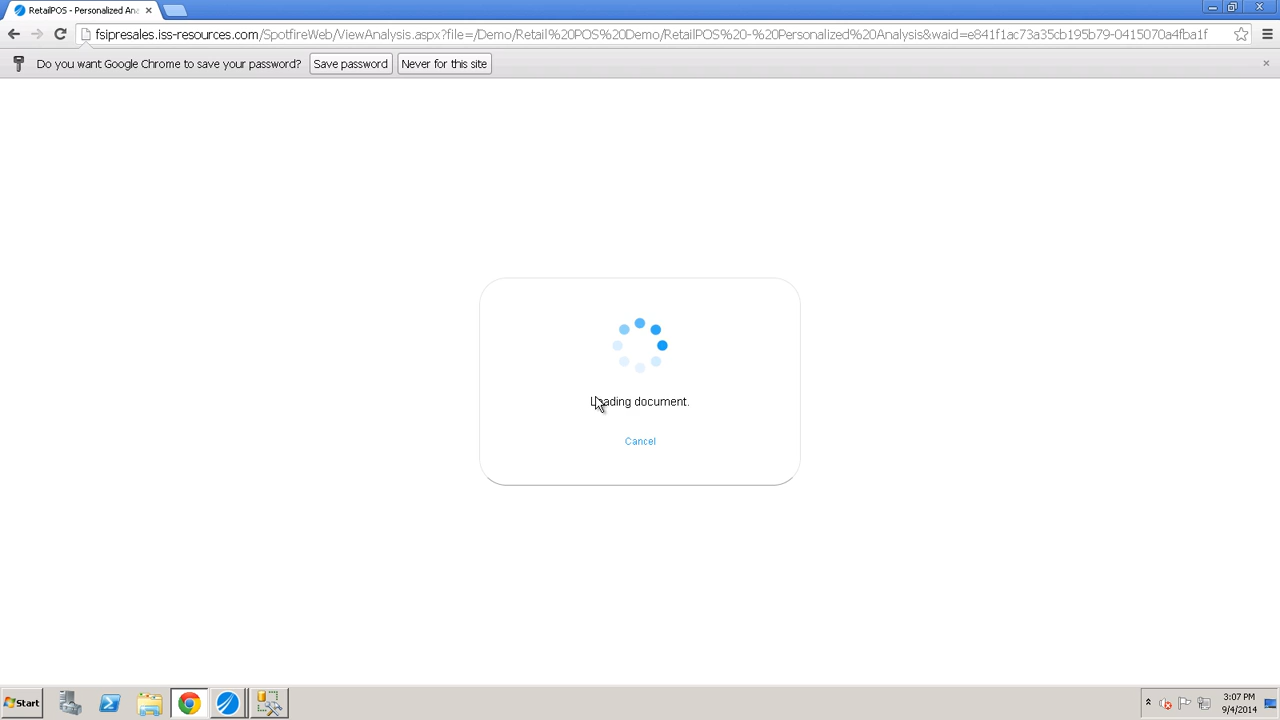 RetailPOS - Personalized An
fsipresales.iss-resources.com/SpotfireWeb/ViewAnalysis.aspx?file=/Demo/Retail%20POS%20Demo/RetailPOS%20-%20Personalized%20Analysis&waid=e841f1ac73a35cb195b79-0415070a4fba1f
Do you want Google Chrome to save your password? Save password Never for this site
Loading document.
Cancel
Start
3:07 PM
9/4/2014